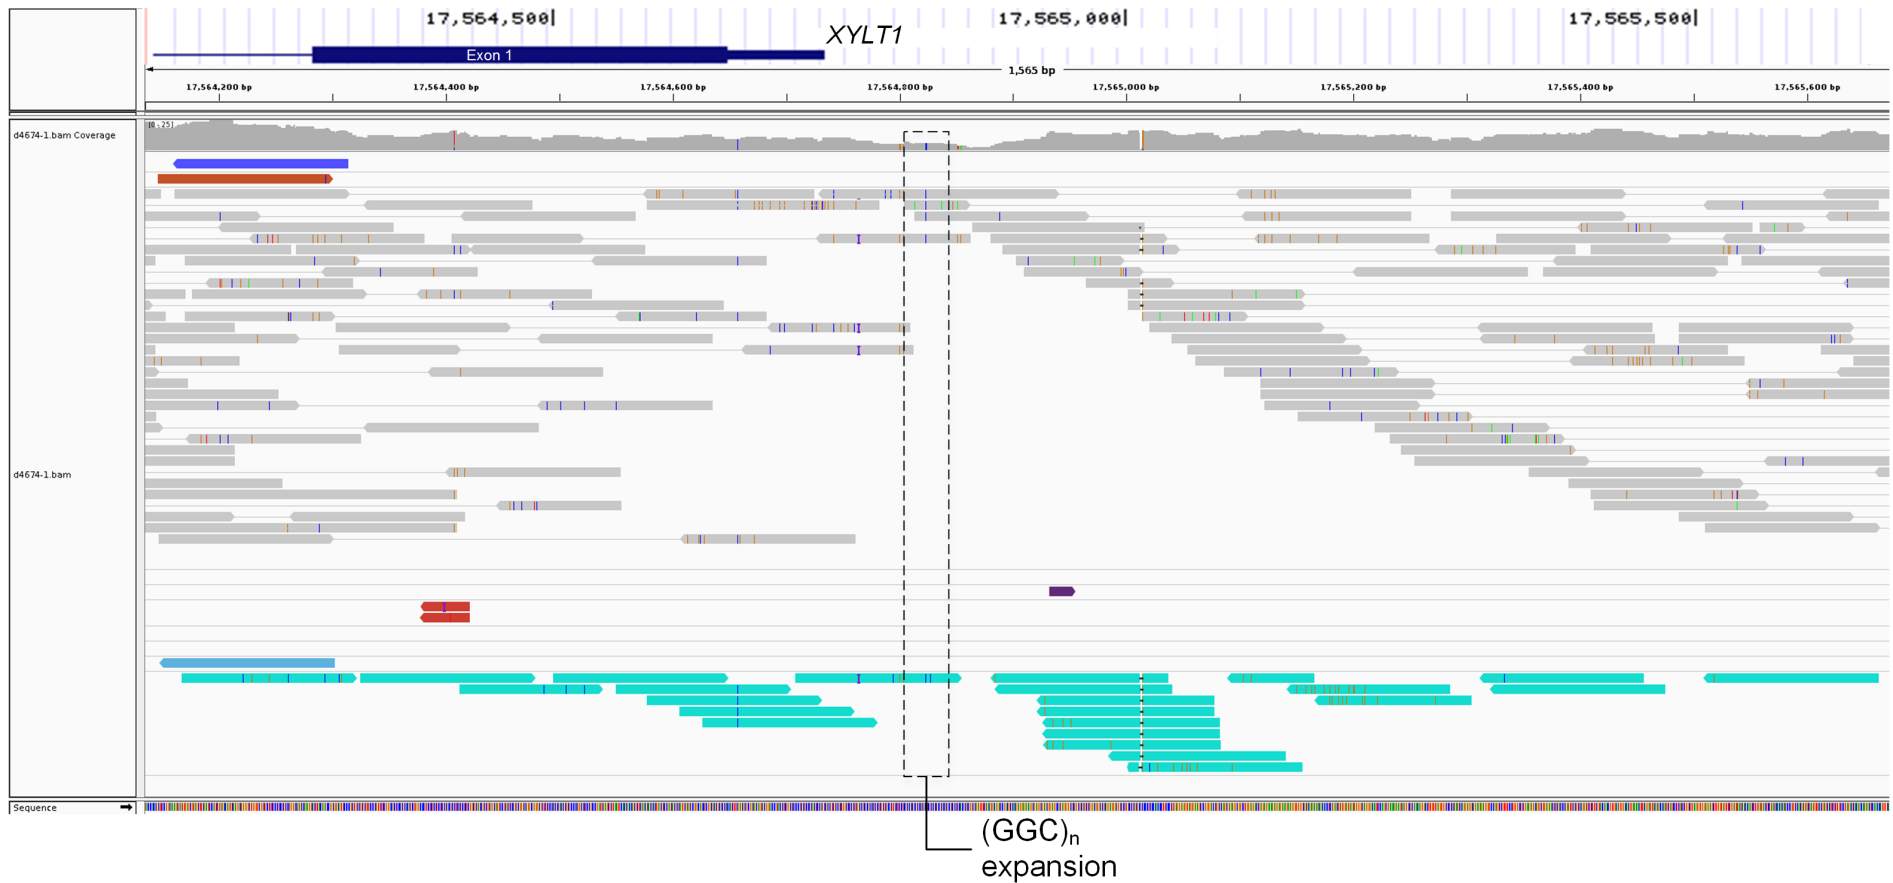 17,564,500|
17,565,000|
17,565,500|
XYLT1
Exon 1
1,565 bp
17,564,200 bp
17,564,400 bp
17,564,600 bp
17,564,800 bp
17,565,000 bp
17,565,200 bp
17,565,400 bp
17,565,600 bp
d4674-1.bam Coverage
[0-25]
d4674-1.bam
Sequence
(GGC)n
expansion